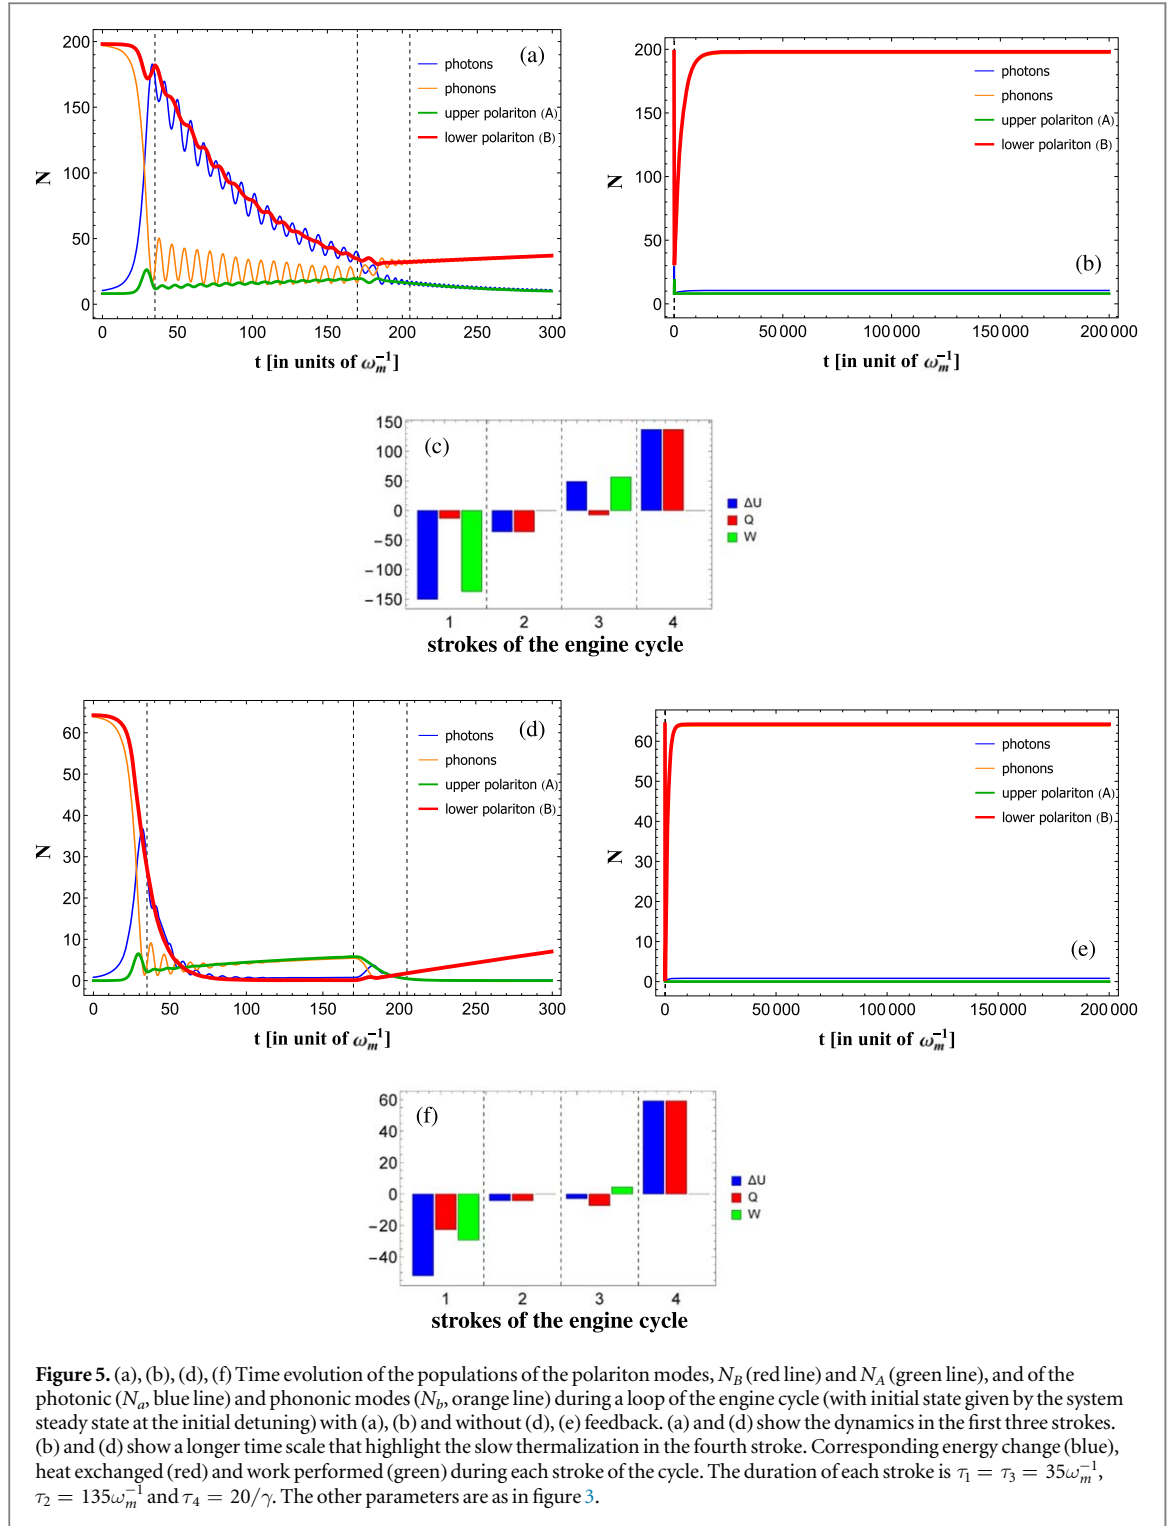 (a)
200
150
100
50
0
N
photons
phonons
upper polariton (A)
lower polariton (B)
0 50 100 150 200 250 300
t [in units of ω_m^{-1}]
(b)
200
150
100
50
0
N
photons
phonons
upper polariton (A)
lower polariton (B)
0 50 000 100 000 150 000 200 000
t [in unit of ω_m^{-1}]
(c)
150
100
50
0
−50
−100
−150
ΔU
Q
W
1 2 3 4
strokes of the engine cycle
(d)
60
50
40
30
20
10
0
N
photons
phonons
upper polariton (A)
lower polariton (B)
0 50 100 150 200 250 300
t [in unit of ω_m^{-1}]
(e)
60
50
40
30
20
10
0
N
photons
phonons
upper polariton (A)
lower polariton (B)
0 50 000 100 000 150 000 200 000
t [in unit of ω_m^{-1}]
(f)
60
40
20
0
−20
−40
ΔU
Q
W
1 2 3 4
strokes of the engine cycle
Figure 5. (a), (b), (d), (f) Time evolution of the populations of the polariton modes, N_B (red line) and N_A (green line), and of the
photonic (N_a, blue line) and phononic modes (N_b, orange line) during a loop of the engine cycle (with initial state given by the system
steady state at the initial detuning) with (a), (b) and without (d), (e) feedback. (a) and (d) show the dynamics in the first three strokes.
(b) and (d) show a longer time scale that highlight the slow thermalization in the fourth stroke. Corresponding energy change (blue),
heat exchanged (red) and work performed (green) during each stroke of the cycle. The duration of each stroke is τ_1 = τ_3 = 35ω_m^{-1},
τ_2 = 135ω_m^{-1} and τ_4 = 20/γ. The other parameters are as in figure 3.